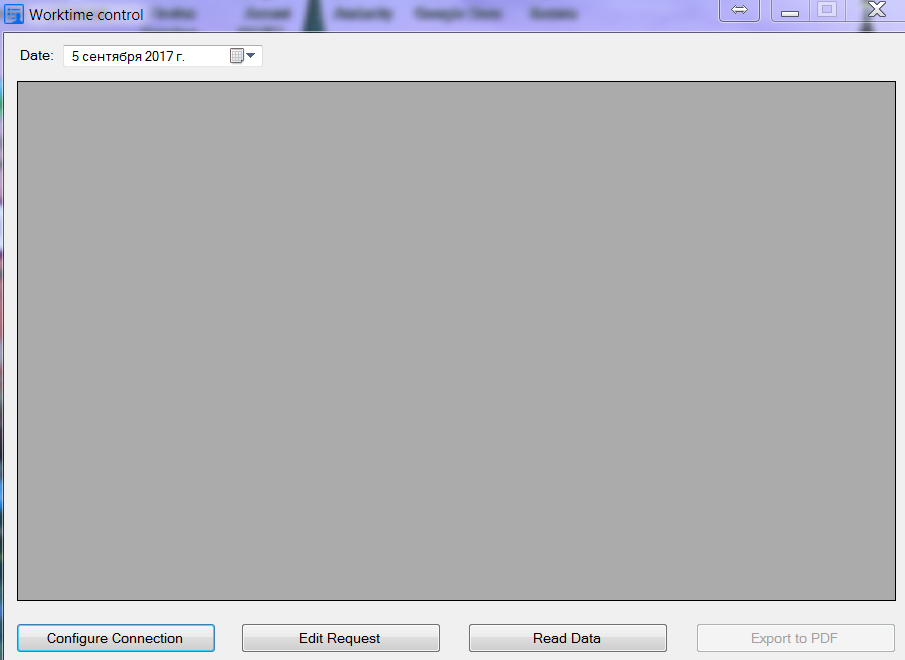 Worktime control
Date: 5 сентября 2017 г.
Configure Connection Edit Request Read Data Export to PDF